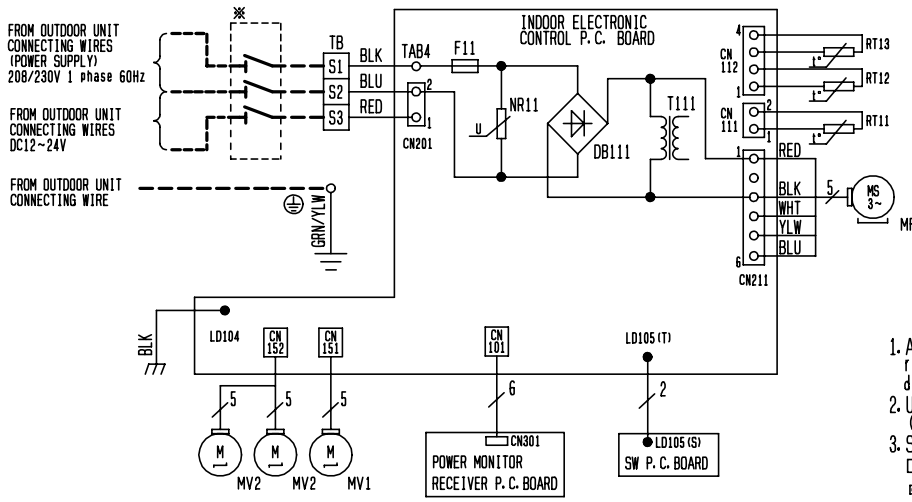 FROM OUTDOOR UNIT
CONNECTING WIRES
(POWER SUPPLY)
208/230V 1 phase 60Hz
FROM OUTDOOR UNIT
CONNECTING WIRES
DC12~24V
FROM OUTDOOR UNIT
CONNECTING WIRE
※
TB
S1
S2
S3
BLK
BLU
RED
GRN/YLW
TAB4
2
1
CN201
F11
NR11
U
INDOOR ELECTRONIC
CONTROL P.C. BOARD
DB111
T111
4
CN
112
1
2
CN
111
1
t°
RT13
t°
RT12
t°
RT11
1
6
CN211
RED
BLK
WHT
YLW
BLU
5
MS
3~
MF
BLK
LD104
CN
152
CN
151
CN
101
LD105(T)
5
5
5
6
2
M
M
M
MV2
MV2
MV1
CN301
POWER MONITOR
RECEIVER P.C. BOARD
LD105(S)
SW P.C. BOARD
1. A
r
d
2. U
(
3. S